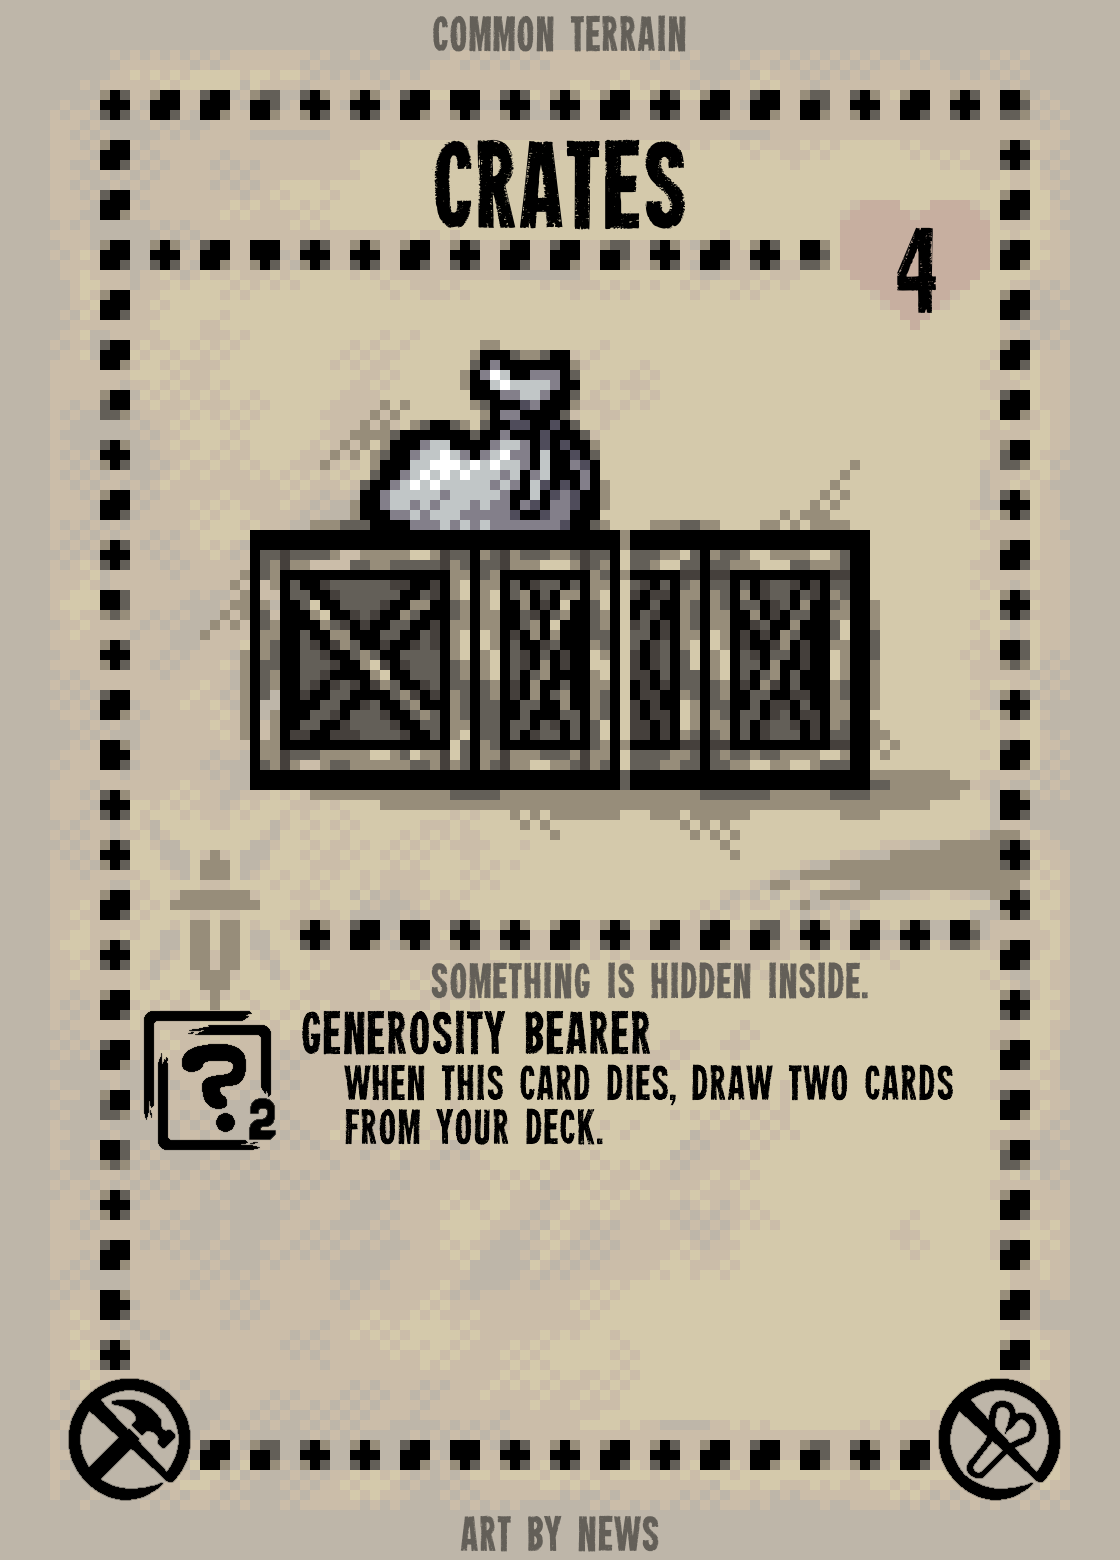 COMMON TERRAIN
CRATES
4
SOMETHING IS HIDDEN INSIDE.
GENEROSITY BEARER
?2
WHEN THIS CARD DIES, DRAW TWO CARDS
FROM YOUR DECK.
ART BY NEWS